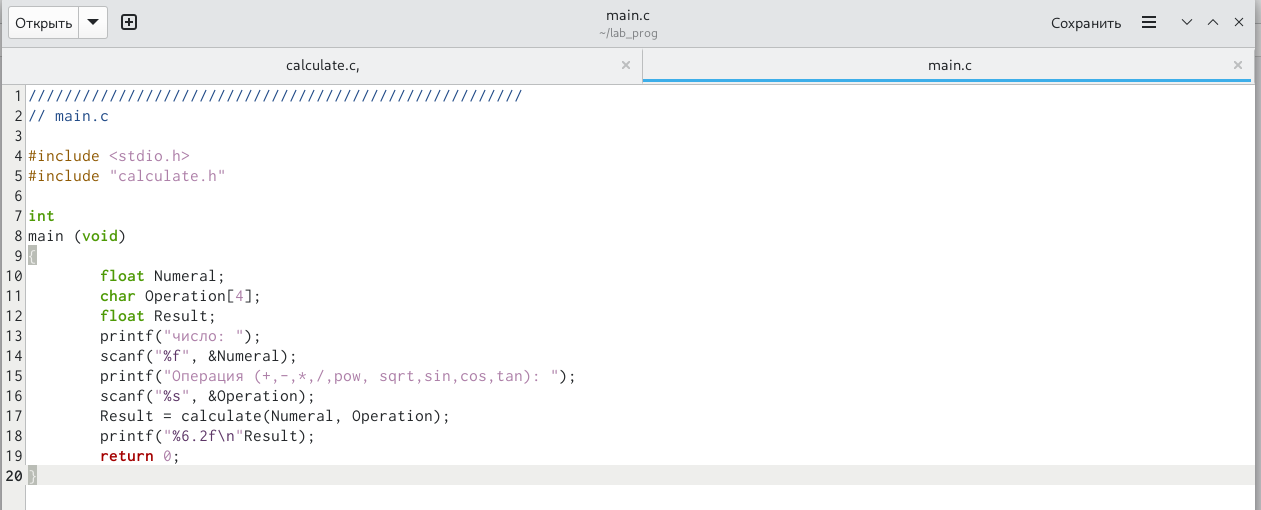 Открыть
main.c
~/lab_prog
Сохранить
calculate.c,
main.c
1 ///////////////////////////////////////////////////////
2 // main.c
3
4 #include <stdio.h>
5 #include "calculate.h"
6
7 int
8 main (void)
9 {
10         float Numeral;
11         char Operation[4];
12         float Result;
13         printf("число: ");
14         scanf("%f", &Numeral);
15         printf("Операция (+,-,*,/,pow, sqrt,sin,cos,tan): ");
16         scanf("%s", &Operation);
17         Result = calculate(Numeral, Operation);
18         printf("%6.2f\n"Result);
19         return 0;
20 }